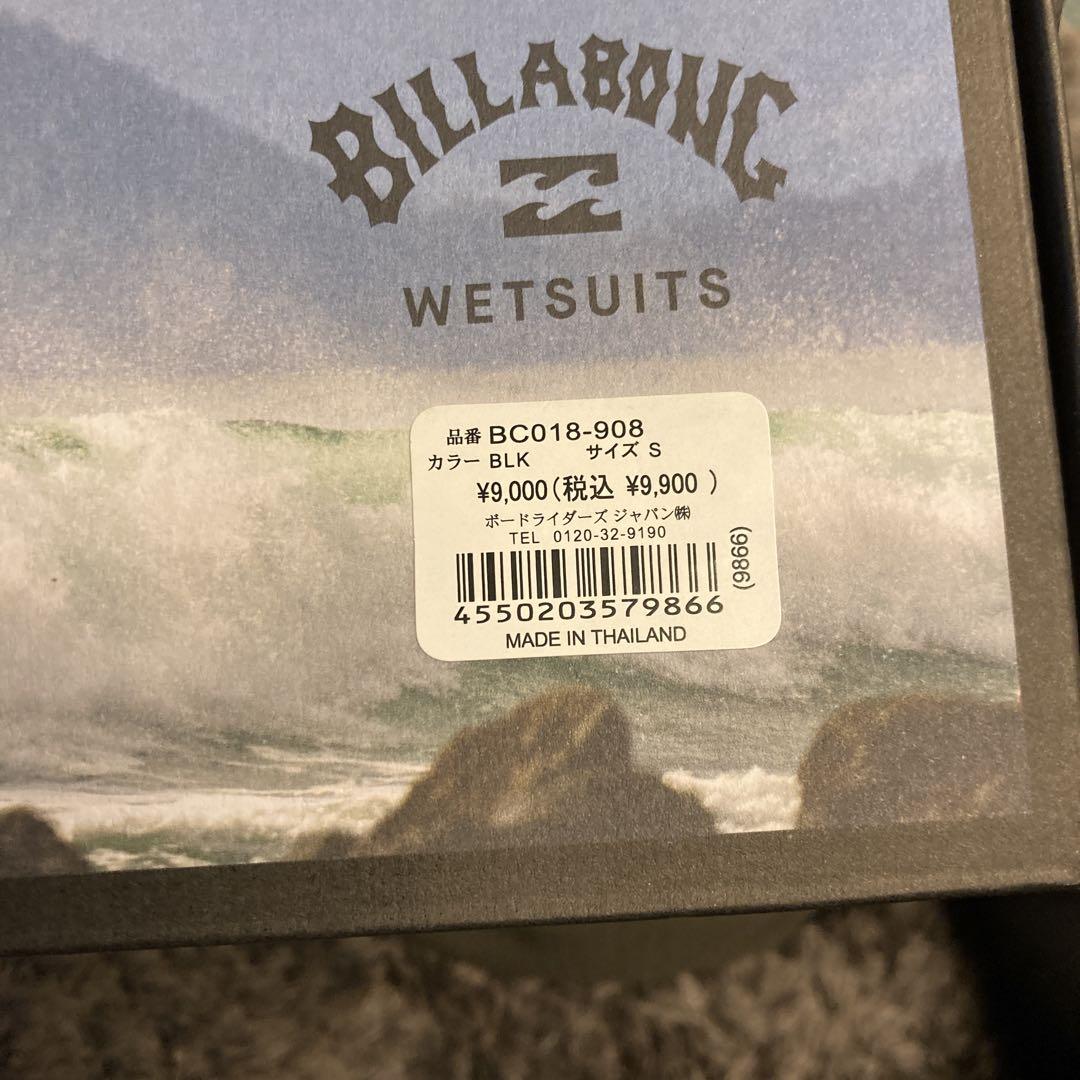 BILLABONG
WETSUITS
品番 BC018-908
カラー BLK サイズ S
¥9,000(税込 ¥9,900 )
ボードライダーズ ジャパン㈱
TEL 0120-32-9190
(9866)
4550203579866
MADE IN THAILAND